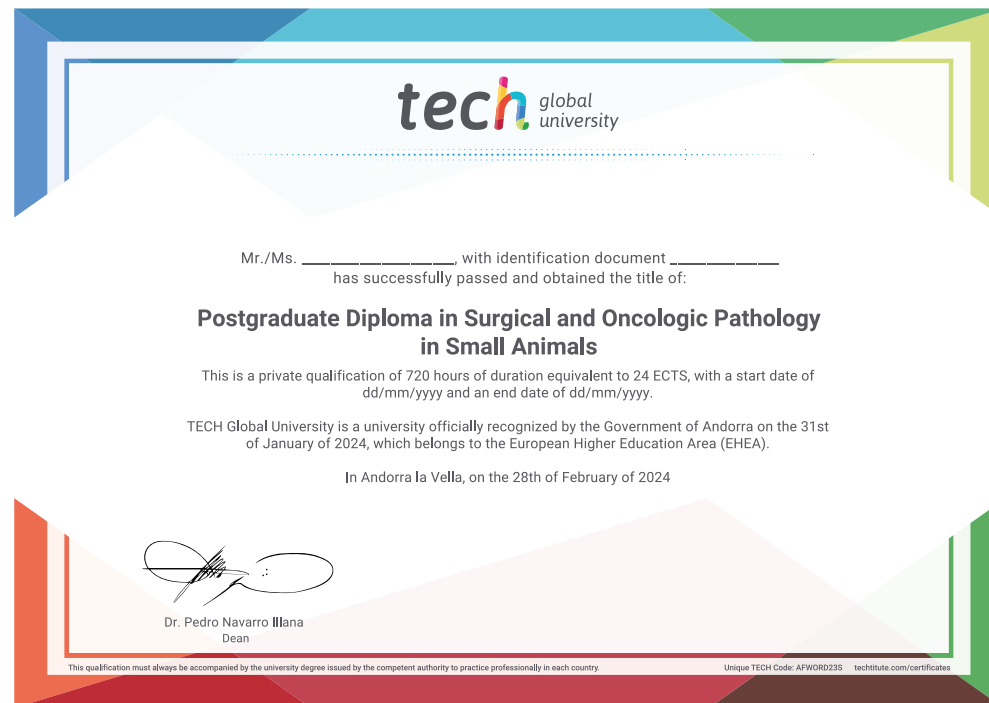 tech global
university
Mr./Ms. ____________________, with identification document ______________
has successfully passed and obtained the title of:
Postgraduate Diploma in Surgical and Oncologic Pathology
in Small Animals
This is a private qualification of 720 hours of duration equivalent to 24 ECTS, with a start date of
dd/mm/yyyy and an end date of dd/mm/yyyy.
TECH Global University is a university officially recognized by the Government of Andorra on the 31st
of January of 2024, which belongs to the European Higher Education Area (EHEA).
In Andorra la Vella, on the 28th of February of 2024
Dr. Pedro Navarro Illana
Dean
This qualification must always be accompanied by the university degree issued by the competent authority to practice professionally in each country.
Unique TECH Code: AFWORD23S techtitute.com/certificates